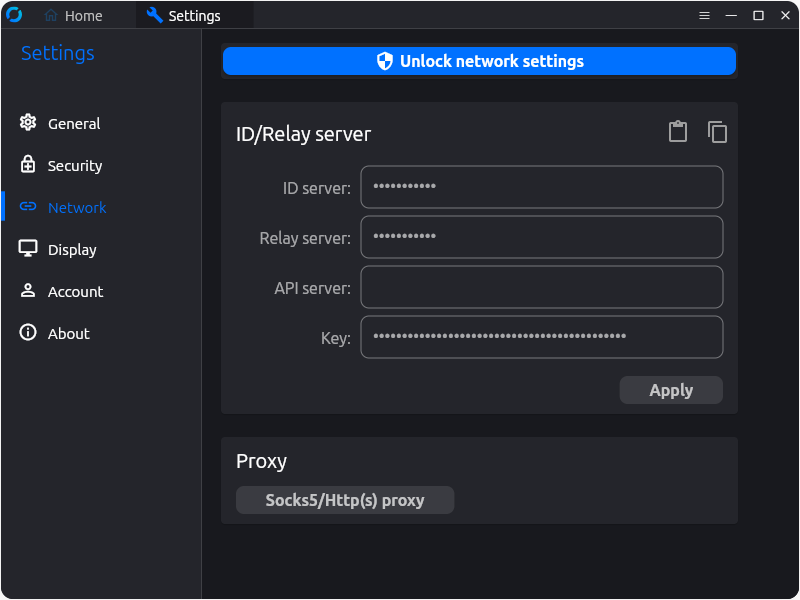 Home
Settings
Settings
General
Security
Network
Display
Account
About
Unlock network settings
ID/Relay server
ID server: •••••••••••
Relay server: •••••••••••
API server:
Key: ••••••••••••••••••••••••••••••••••••••••••••
Apply
Proxy
Socks5/Http(s) proxy